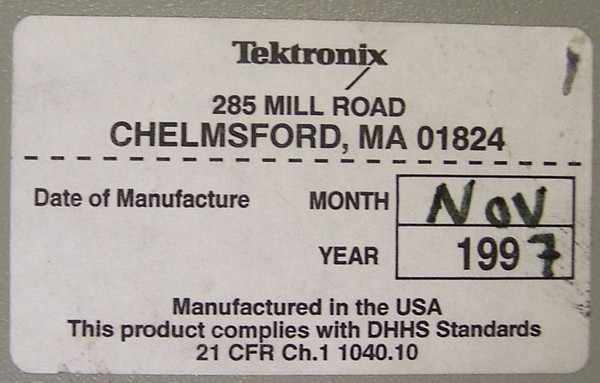 Tektronix
285 MILL ROAD
CHELMSFORD, MA 01824
Date of Manufacture MONTH Nov
YEAR 1997
Manufactured in the USA
This product complies with DHHS Standards
21 CFR Ch.1 1040.10